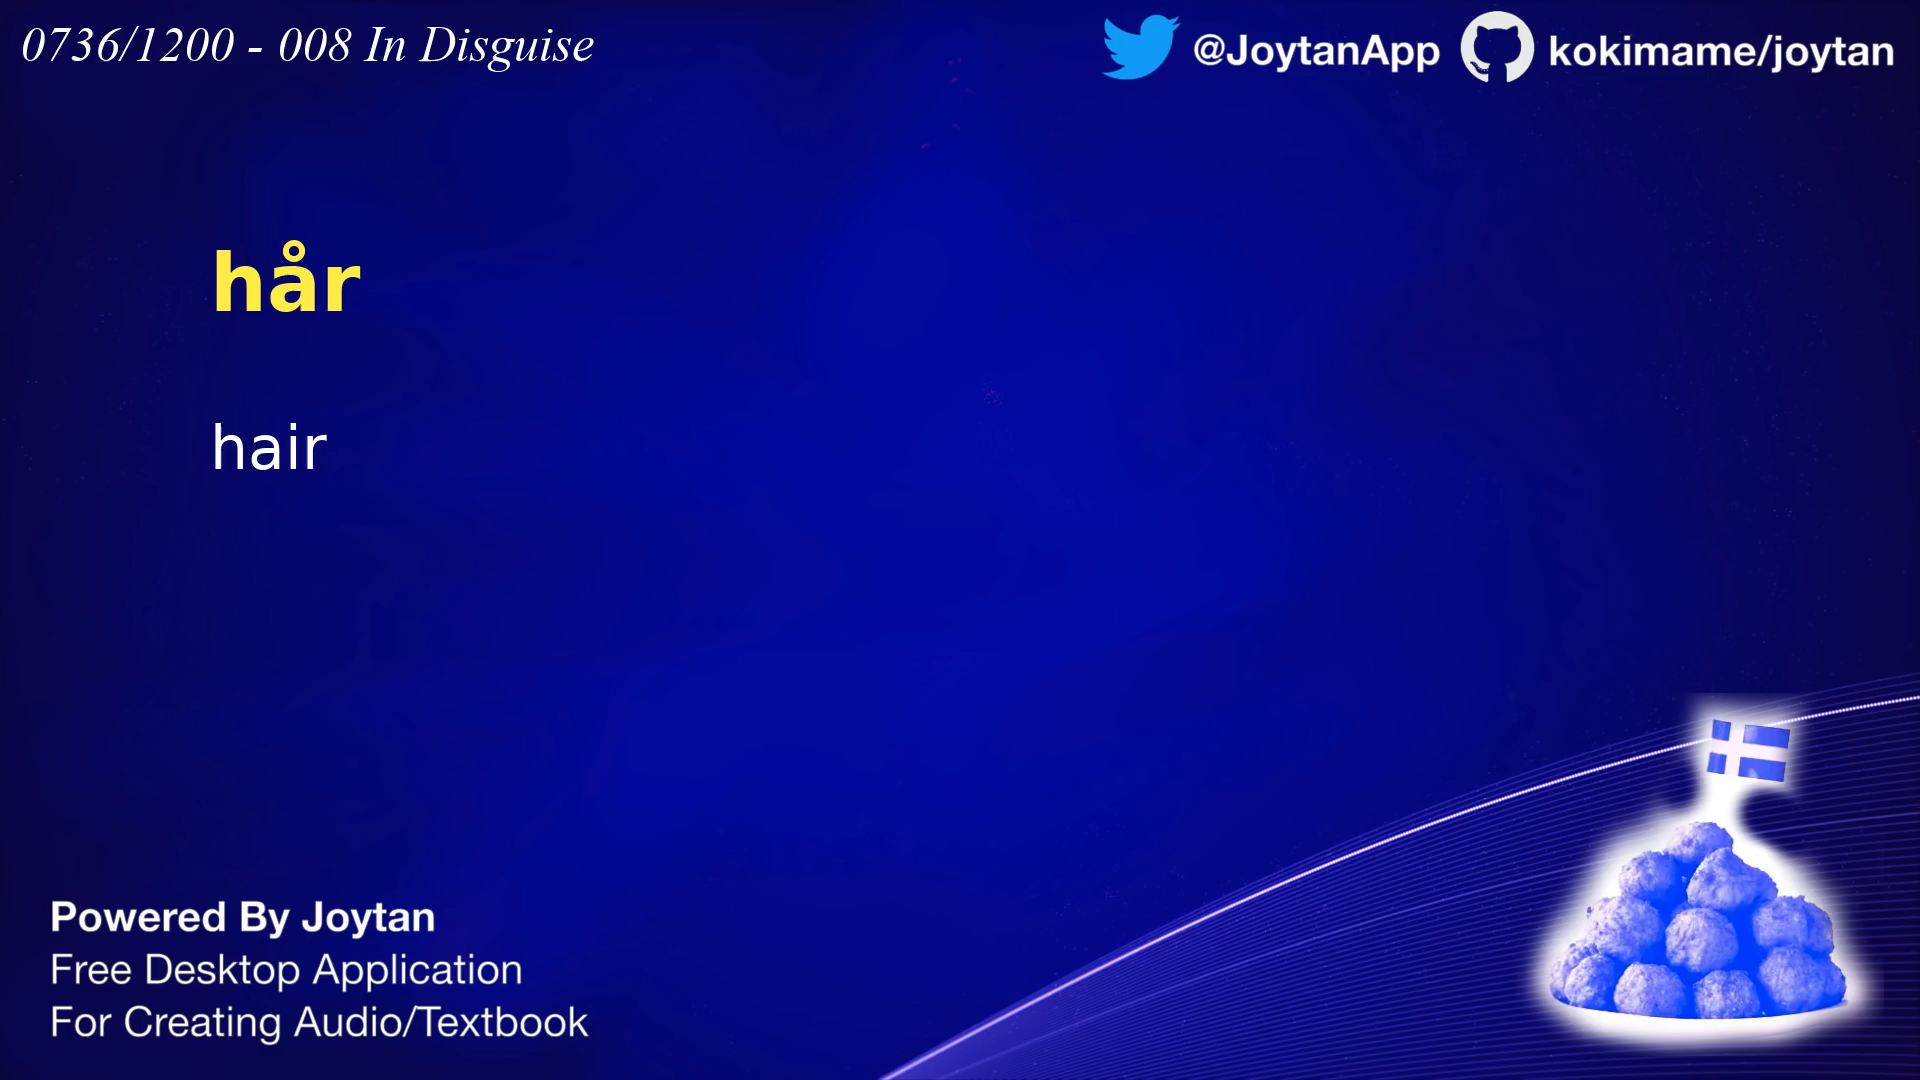 0736/1200 - 008 In Disguise
@JoytanApp
kokimame/joytan
hår
hair
Powered By Joytan
Free Desktop Application
For Creating Audio/Textbook